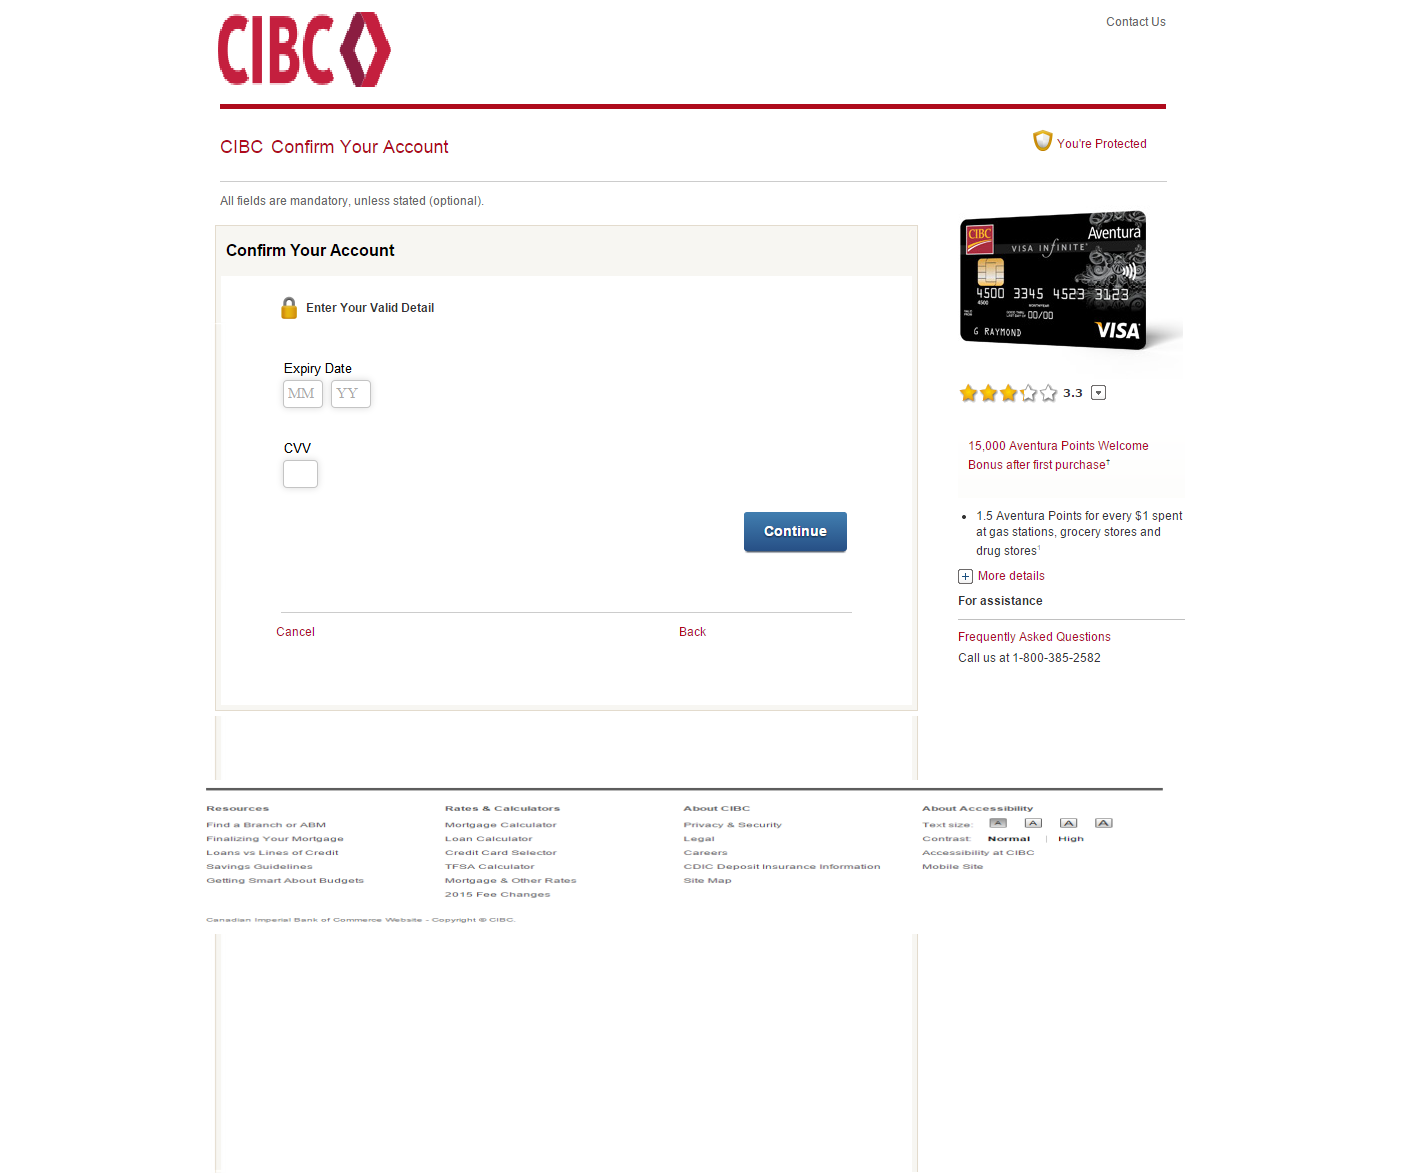 CIBC
Contact Us
CIBC Confirm Your Account
You're Protected
All fields are mandatory, unless stated (optional).
Confirm Your Account
Enter Your Valid Detail
Expiry Date
MM YY
CVV
Continue
Cancel
Back
CIBC
Aventura
VISA INFINITE
4500 3345 4523 3123
4500
MONTH/YEAR
00/00
G RAYMOND
VISA
3.3
15,000 Aventura Points Welcome
Bonus after first purchase†
1.5 Aventura Points for every $1 spent
at gas stations, grocery stores and
drug stores¹
More details
For assistance
Frequently Asked Questions
Call us at 1-800-385-2582
Resources
Find a Branch or ABM
Finalizing Your Mortgage
Loans vs Lines of Credit
Savings Guidelines
Getting Smart About Budgets
Rates & Calculators
Mortgage Calculator
Loan Calculator
Credit Card Selector
TFSA Calculator
Mortgage & Other Rates
2015 Fee Changes
About CIBC
Privacy & Security
Legal
Careers
CDIC Deposit Insurance Information
Site Map
About Accessibility
Text size: A A A A
Contrast: Normal | High
Accessibility at CIBC
Mobile Site
Canadian Imperial Bank of Commerce Website - Copyright © CIBC.